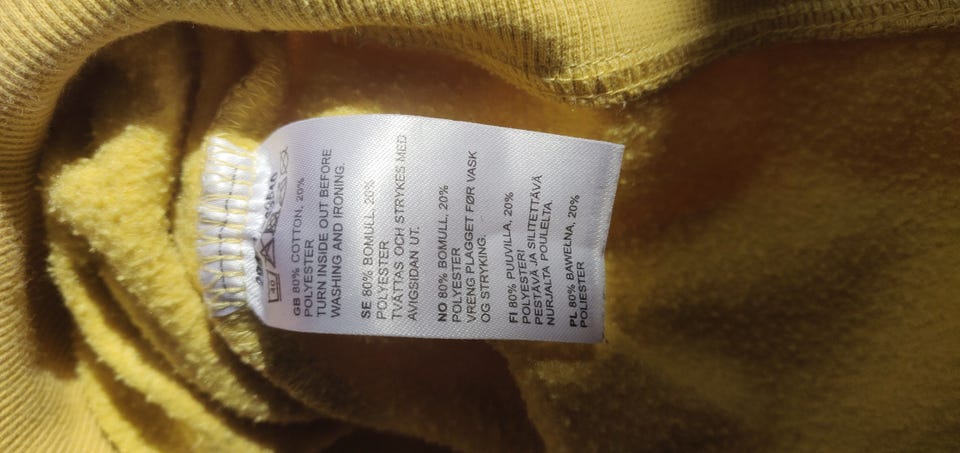 40
GB 80% COTTON, 20%
POLYESTER
TURN INSIDE OUT BEFORE
WASHING AND IRONING.
SE 80% BOMULL, 20%
POLYESTER
TVÄTTAS OCH STRYKES MED
AVIGSIDAN UT.
NO 80% BOMULL, 20%
POLYESTER
VRENG PLAGGET FØR VASK
OG STRYKING.
FI 80% PUUVILLA, 20%
POLYESTERI
PESTÄVÄ JA SILITETTÄVÄ
NURJALTA PUOLELTA.
PL 80% BAWEŁNA, 20%
POLIESTER